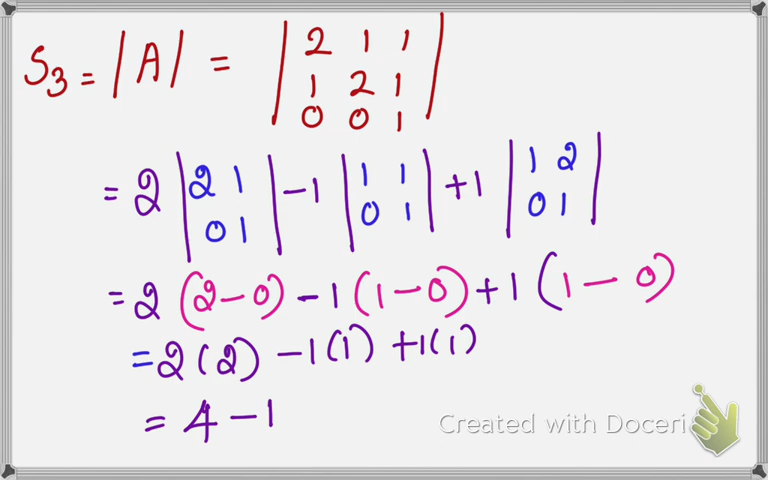 S₃ = |A| = | 2 1 1 |
| 1 2 1 |
| 0 0 1 |
= 2 | 2 1 | - 1 | 1 1 | + 1 | 1 2 |
| 0 1 | | 0 1 | | 0 1 |
= 2 (2 - 0) - 1 (1 - 0) + 1 (1 - 0)
= 2 (2) - 1 (1) + 1 (1)
= 4 - 1
Created with Doceri